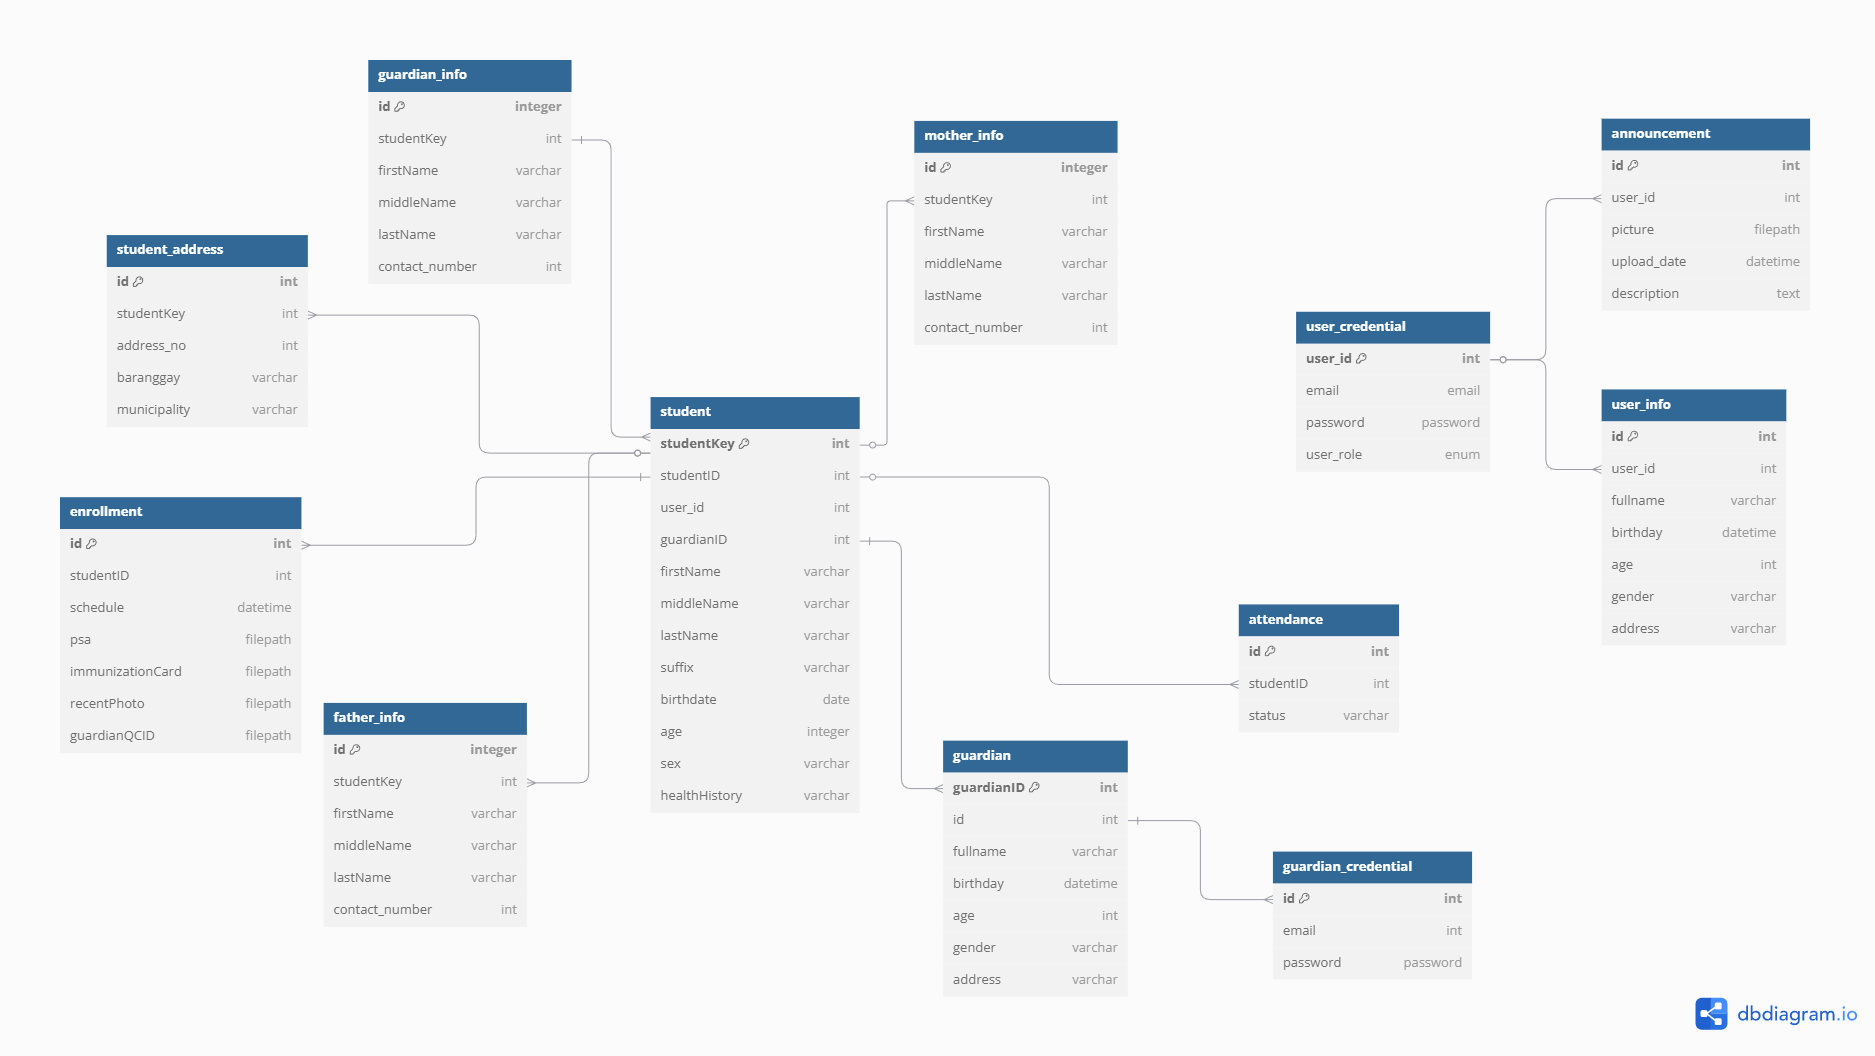 guardian_info
id integer
studentKey int
firstName varchar
middleName varchar
lastName varchar
contact_number int
mother_info
id integer
studentKey int
firstName varchar
middleName varchar
lastName varchar
contact_number int
announcement
id int
user_id int
picture filepath
upload_date datetime
description text
student_address
id int
studentKey int
address_no int
baranggay varchar
municipality varchar
user_credential
user_id int
email email
password password
user_role enum
user_info
id int
user_id int
fullname varchar
birthday datetime
age int
gender varchar
address varchar
student
studentKey int
studentID int
user_id int
guardianID int
firstName varchar
middleName varchar
lastName varchar
suffix varchar
birthdate date
age integer
sex varchar
healthHistory varchar
enrollment
id int
studentID int
schedule datetime
psa filepath
immunizationCard filepath
recentPhoto filepath
guardianQCID filepath
father_info
id integer
studentKey int
firstName varchar
middleName varchar
lastName varchar
contact_number int
attendance
id int
studentID int
status varchar
guardian
guardianID int
id int
fullname varchar
birthday datetime
age int
gender varchar
address varchar
guardian_credential
id int
email int
password password
dbdiagram.io